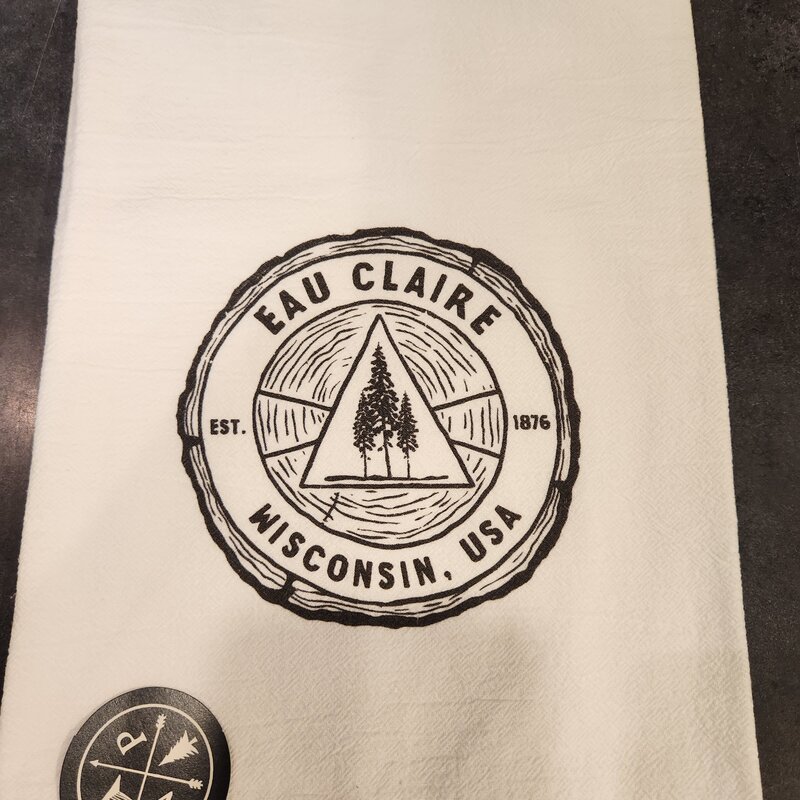 EAU CLAIRE
EST. 1876
WISCONSIN, USA
P